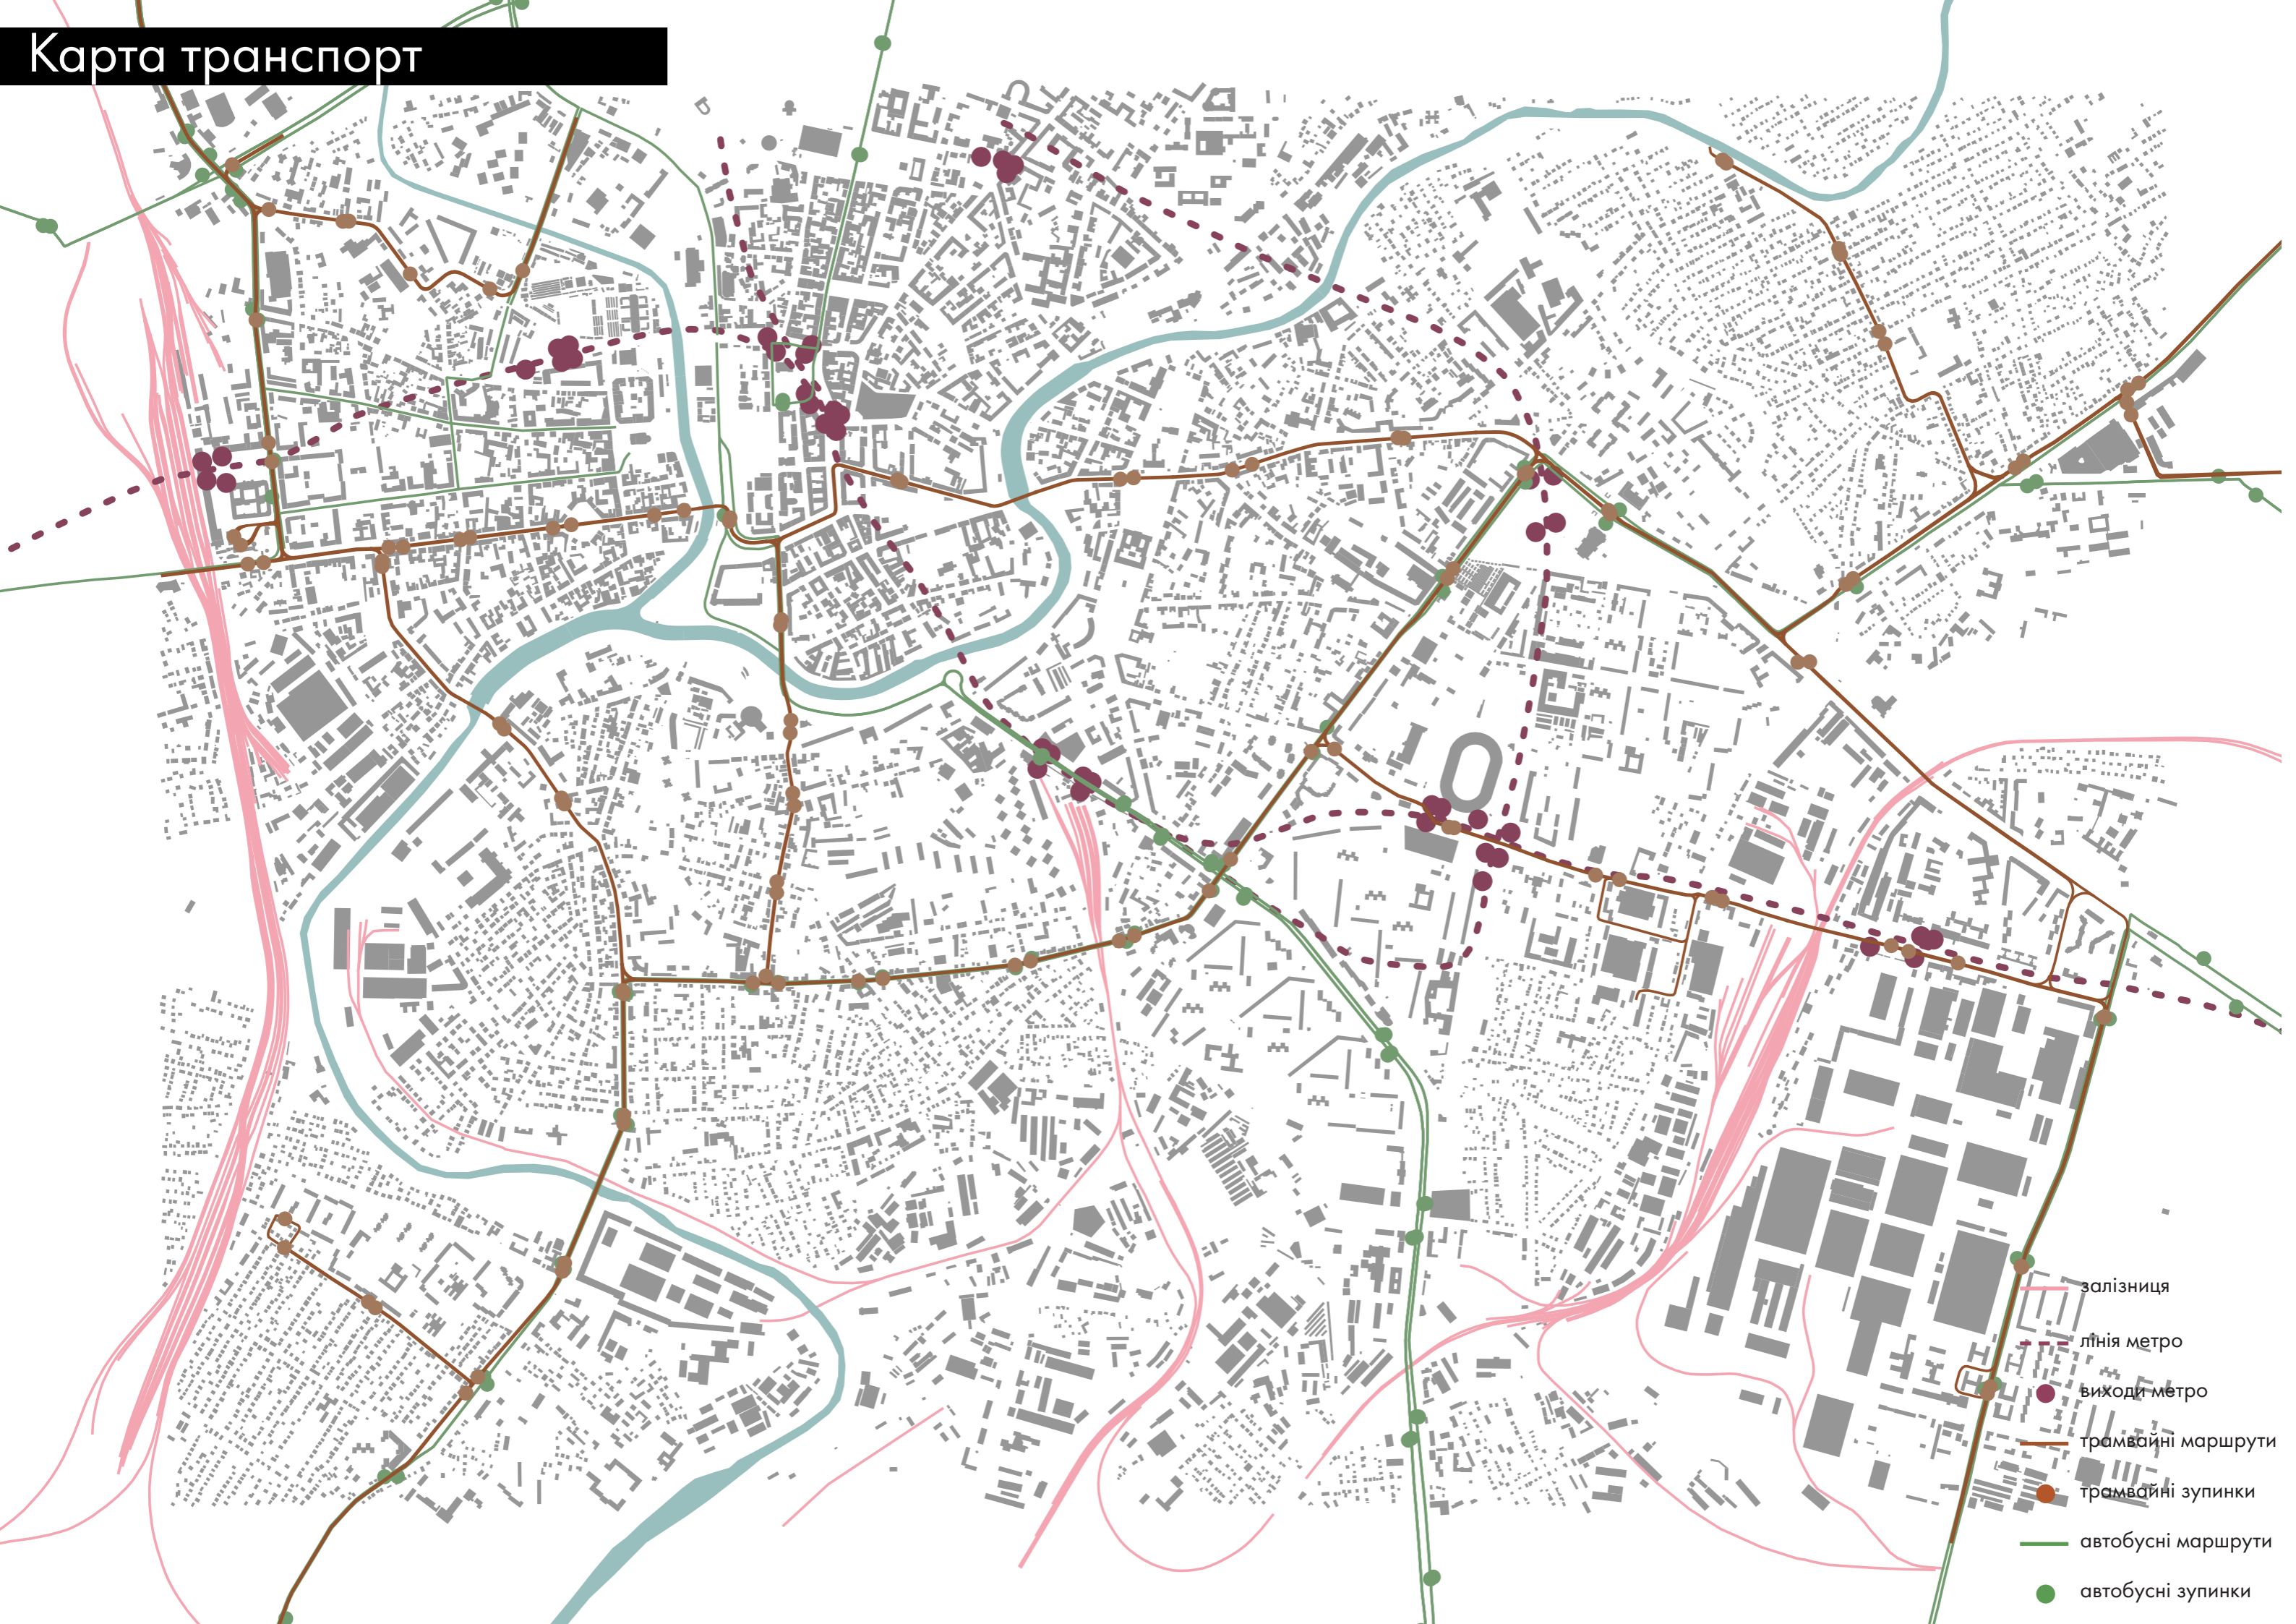 Карта транспорт
залізниця
лінія метро
виходи метро
трамвайні маршрути
трамвайні зупинки
автобусні маршрути
автобусні зупинки